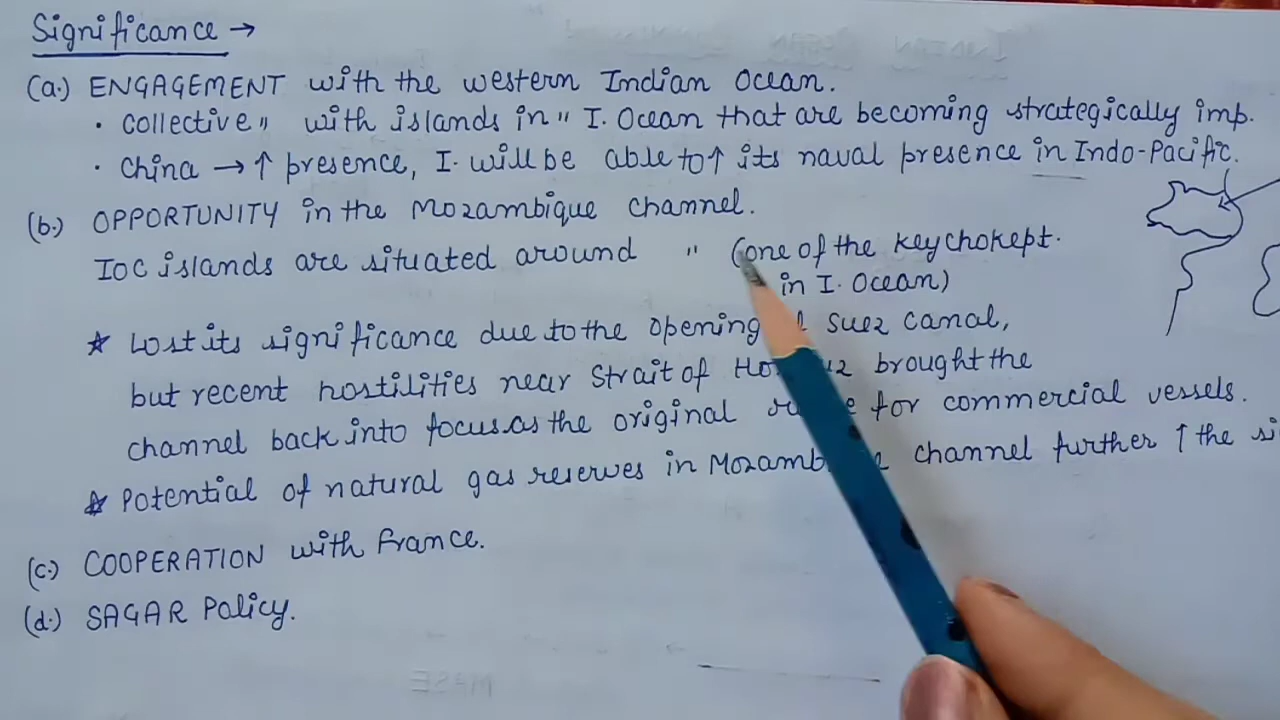 Significance →
(a.) ENGAGEMENT with the western Indian Ocean.
• collective " with islands in " I. Ocean that are becoming strategically imp.
• China → ↑ presence, I. will be able to ↑ its naval presence in Indo-Pacific.
(b.) OPPORTUNITY in the Mozambique channel.
IOC islands are situated around " (one of the key chokept.
in I. Ocean)
* Lost its significance due to the opening Suez canal,
but recent hostilities near Strait of brought the
channel back into focus as the original for commercial vessels.
* Potential of natural gas reserves in channel further ↑ the
(c.) COOPERATION with France.
(d.) SAGAR Policy.